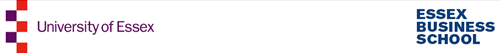 University of Essex
ESSEX
BUSINESS
SCHOOL